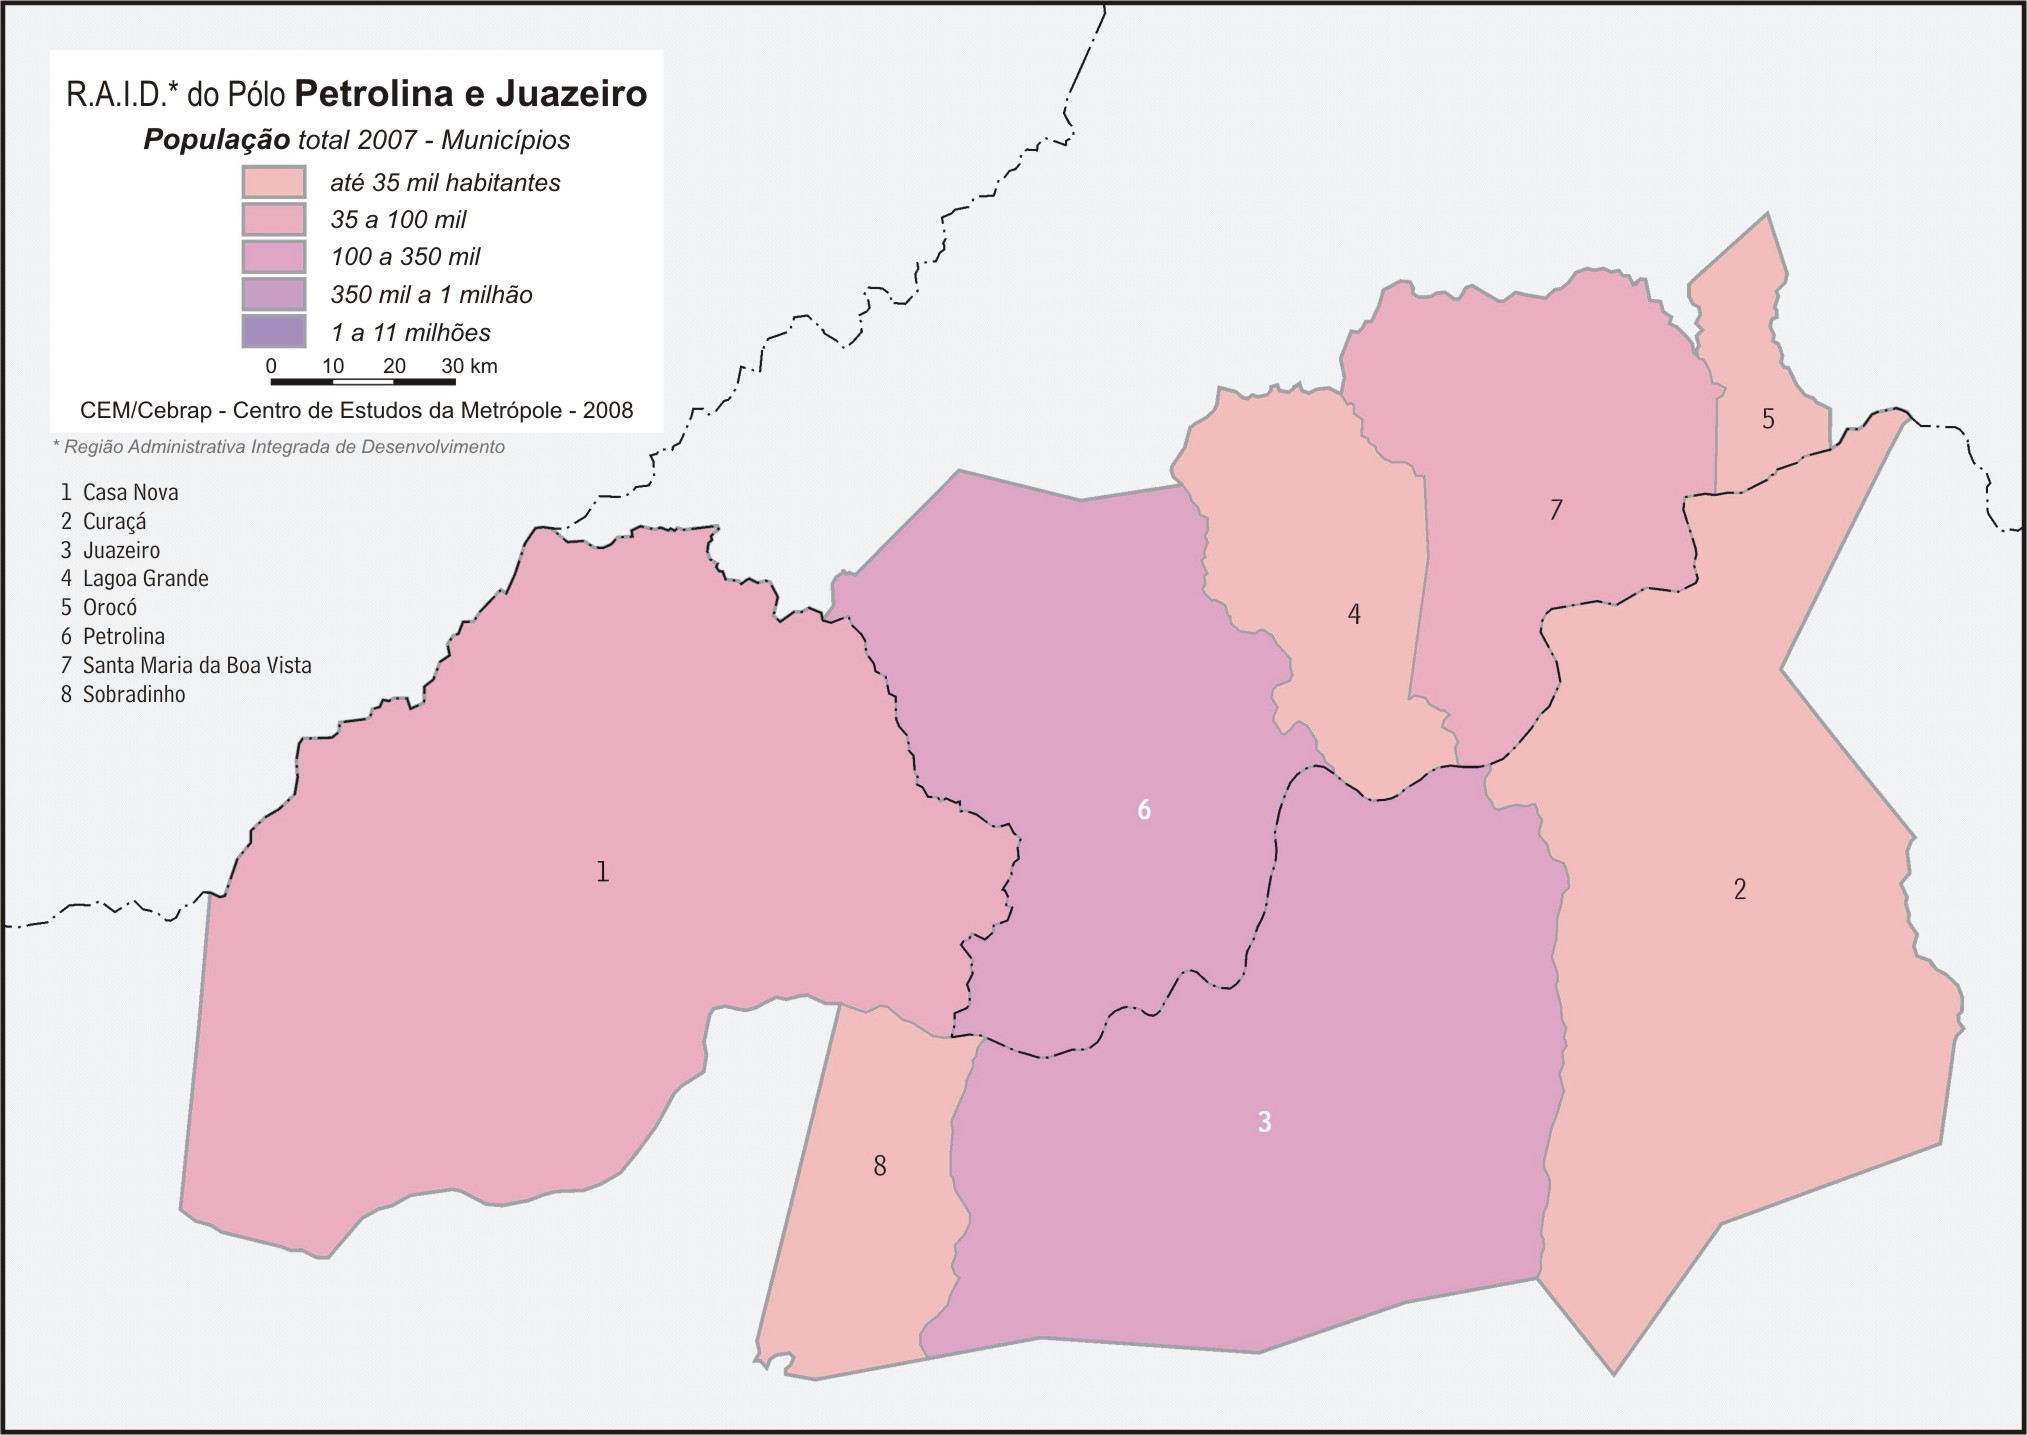 R.A.I.D.* do Pólo Petrolina e Juazeiro
População total 2007 - Municípios
até 35 mil habitantes
35 a 100 mil
100 a 350 mil
350 mil a 1 milhão
1 a 11 milhões
0 10 20 30 km
CEM/Cebrap - Centro de Estudos da Metrópole - 2008
* Região Administrativa Integrada de Desenvolvimento
1 Casa Nova
2 Curaçá
3 Juazeiro
4 Lagoa Grande
5 Orocó
6 Petrolina
7 Santa Maria da Boa Vista
8 Sobradinho
5
7
4
6
1
2
3
8